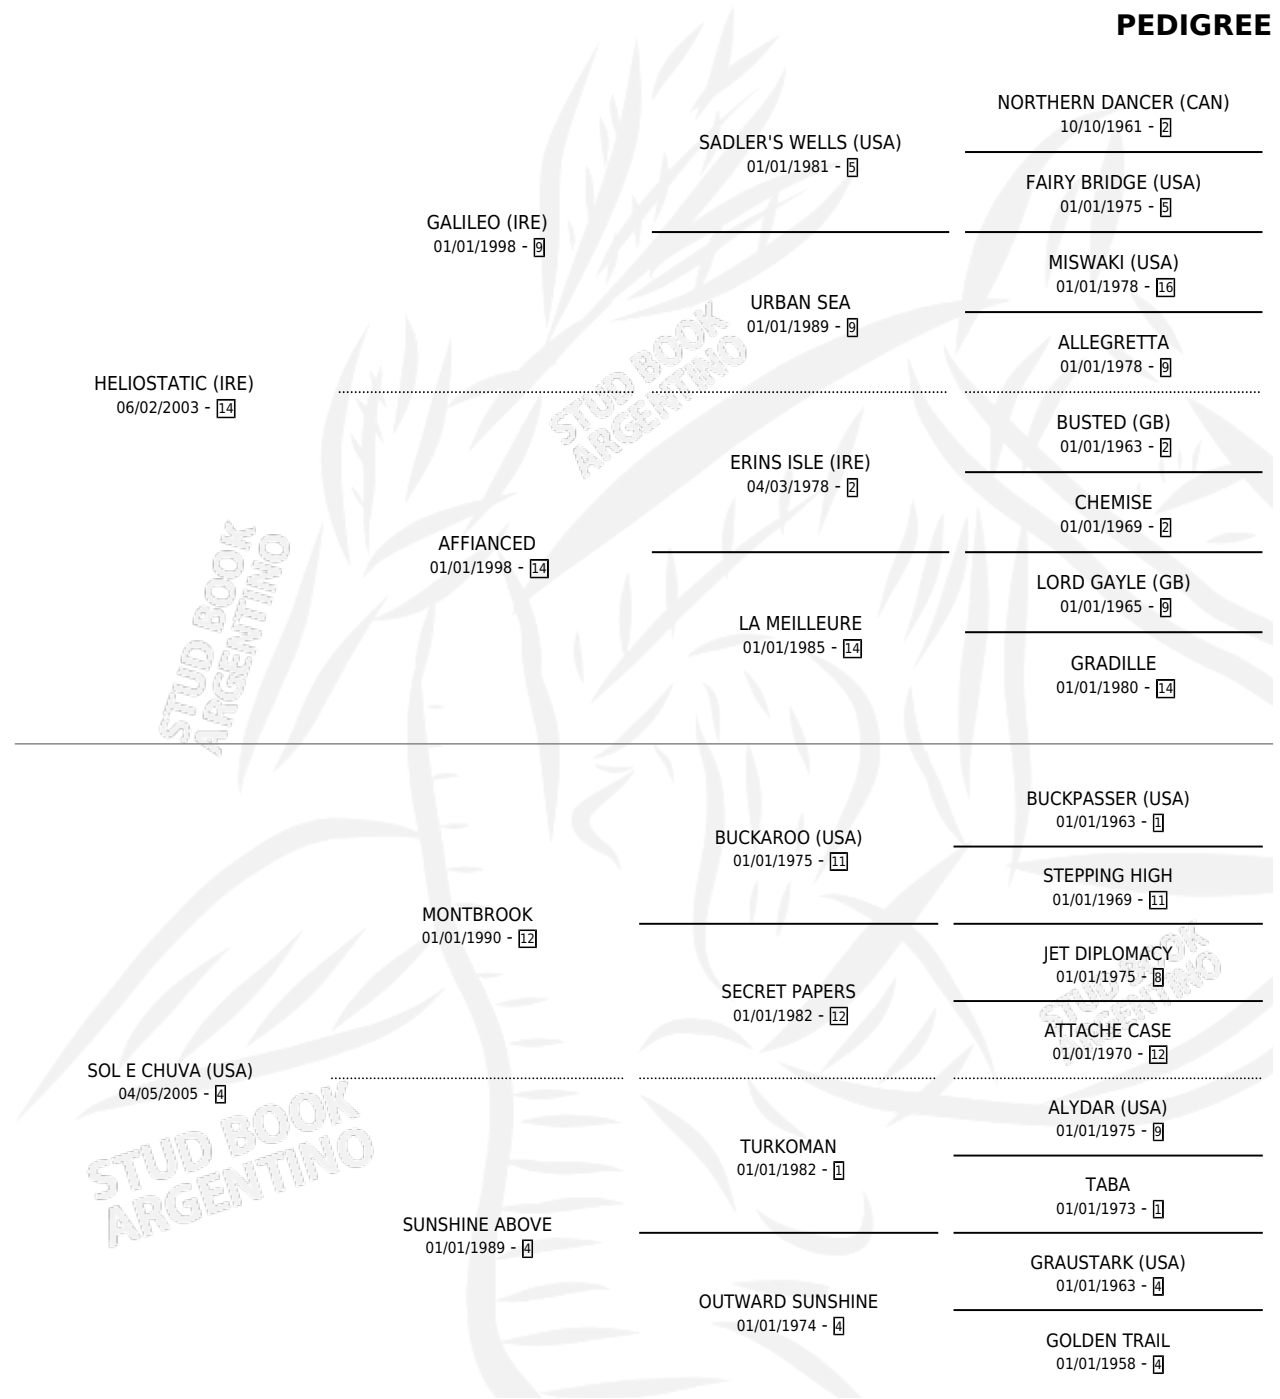 PEDIGREE
NORTHERN DANCER (CAN)
10/10/1961 - 2
SADLER'S WELLS (USA)
01/01/1981 - 5
FAIRY BRIDGE (USA)
01/01/1975 - 5
GALILEO (IRE)
01/01/1998 - 9
MISWAKI (USA)
01/01/1978 - 16
URBAN SEA
01/01/1989 - 9
ALLEGRETTA
01/01/1978 - 9
HELIOSTATIC (IRE)
06/02/2003 - 14
BUSTED (GB)
01/01/1963 - 2
ERINS ISLE (IRE)
04/03/1978 - 2
CHEMISE
01/01/1969 - 2
AFFIANCED
01/01/1998 - 14
LORD GAYLE (GB)
01/01/1965 - 9
LA MEILLEURE
01/01/1985 - 14
GRADILLE
01/01/1980 - 14
BUCKPASSER (USA)
01/01/1963 - 1
BUCKAROO (USA)
01/01/1975 - 11
STEPPING HIGH
01/01/1969 - 11
MONTBROOK
01/01/1990 - 12
JET DIPLOMACY
01/01/1975 - 8
SECRET PAPERS
01/01/1982 - 12
ATTACHE CASE
01/01/1970 - 12
SOL E CHUVA (USA)
04/05/2005 - 4
ALYDAR (USA)
01/01/1975 - 9
TURKOMAN
01/01/1982 - 1
TABA
01/01/1973 - 1
SUNSHINE ABOVE
01/01/1989 - 4
GRAUSTARK (USA)
01/01/1963 - 4
OUTWARD SUNSHINE
01/01/1974 - 4
GOLDEN TRAIL
01/01/1958 - 4
STUD BOOK
ARGENTINO
STUD BOOK
ARGENTINO
STUD BOOK
ARGENTINO
STUD BOOK
ARGENTINO